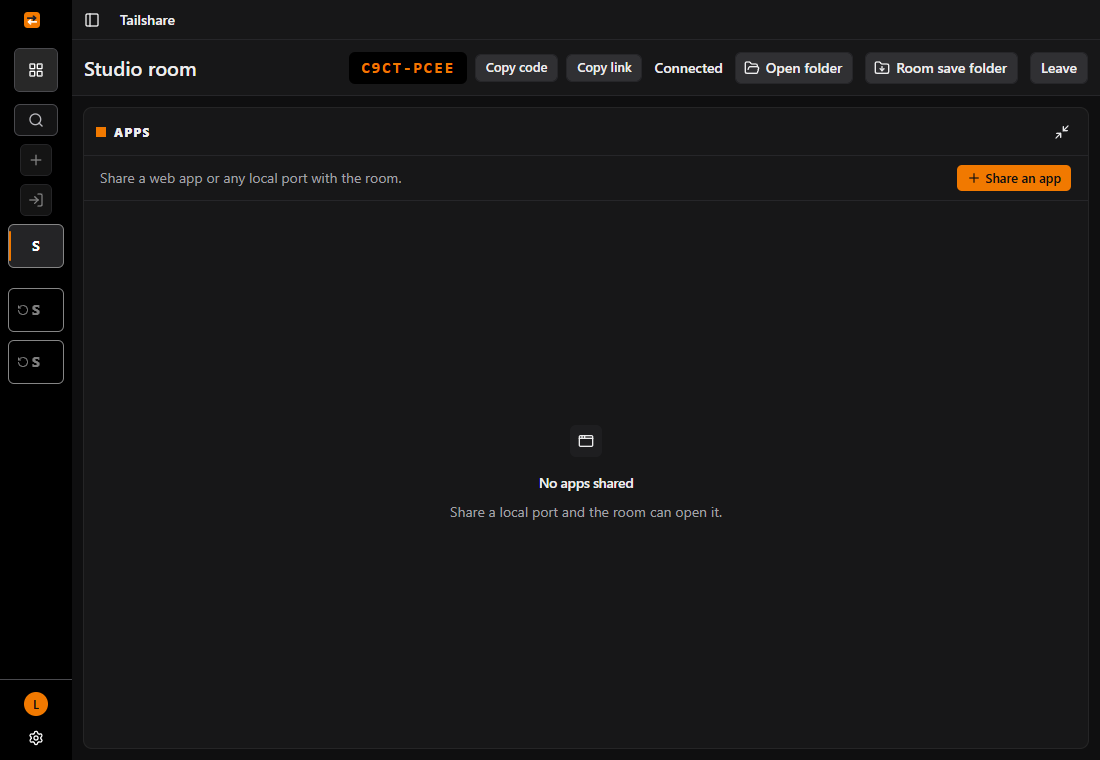 Tailshare
Studio room
C9CT-PCEE
Copy code
Copy link
Connected
Open folder
Room save folder
Leave
S
S
S
APPS
Share a web app or any local port with the room.
Share an app
No apps shared
Share a local port and the room can open it.
L